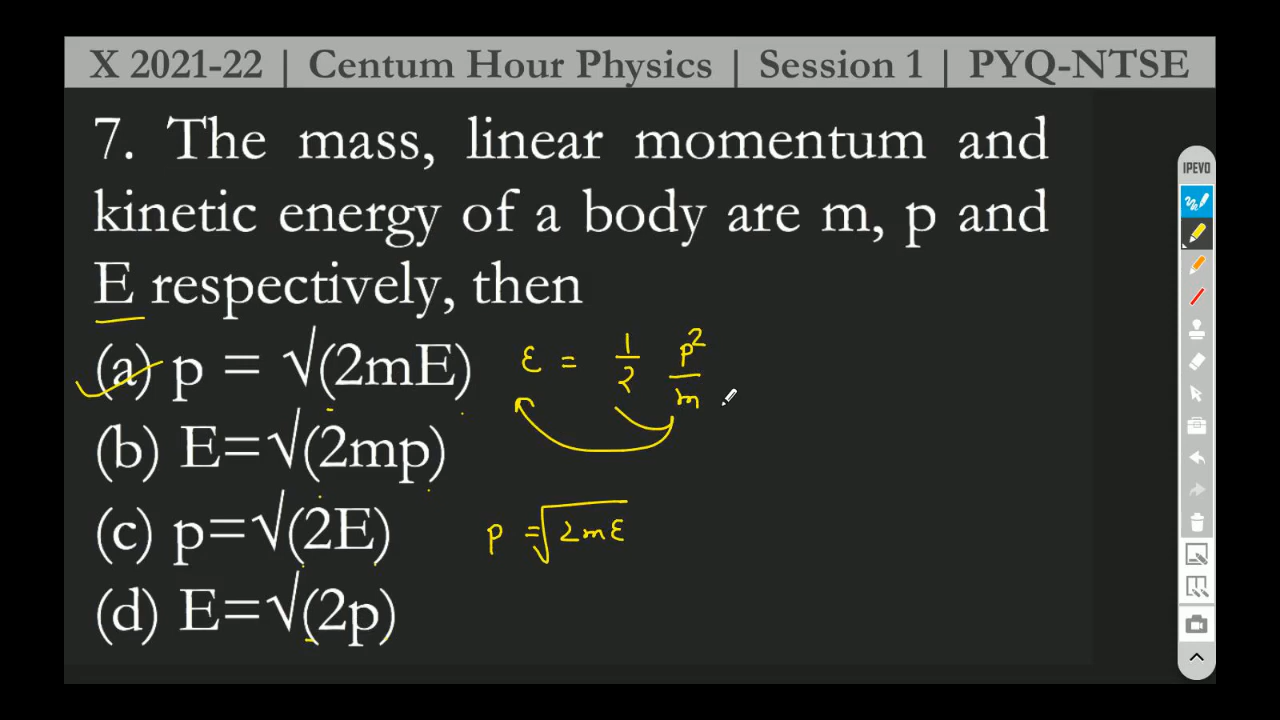 X 2021-22 | Centum Hour Physics | Session 1 | PYQ-NTSE
IPEVO
7. The mass, linear momentum and
kinetic energy of a body are m, p and
E respectively, then
(a) p = √(2mE)
E = 1/2 p²/m
(b) E=√(2mp)
(c) p=√(2E)
p = √2mE
(d) E=√(2p)